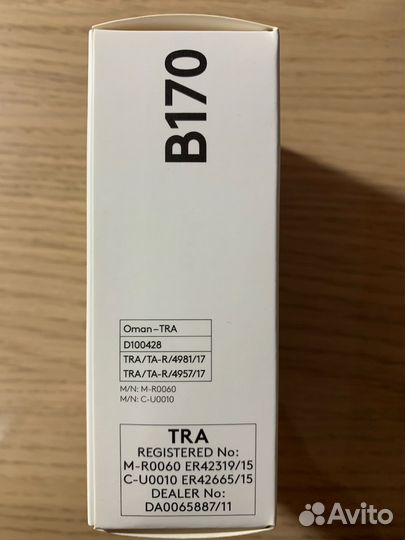 B170
Oman-TRA
D100428
TRA/TA-R/4981/17
TRA/TA-R/4957/17
M/N: M-R0060
M/N: C-U0010
TRA
REGISTERED No:
M-R0060 ER42319/15
C-U0010 ER42665/15
DEALER No:
DA0065887/11
Avito